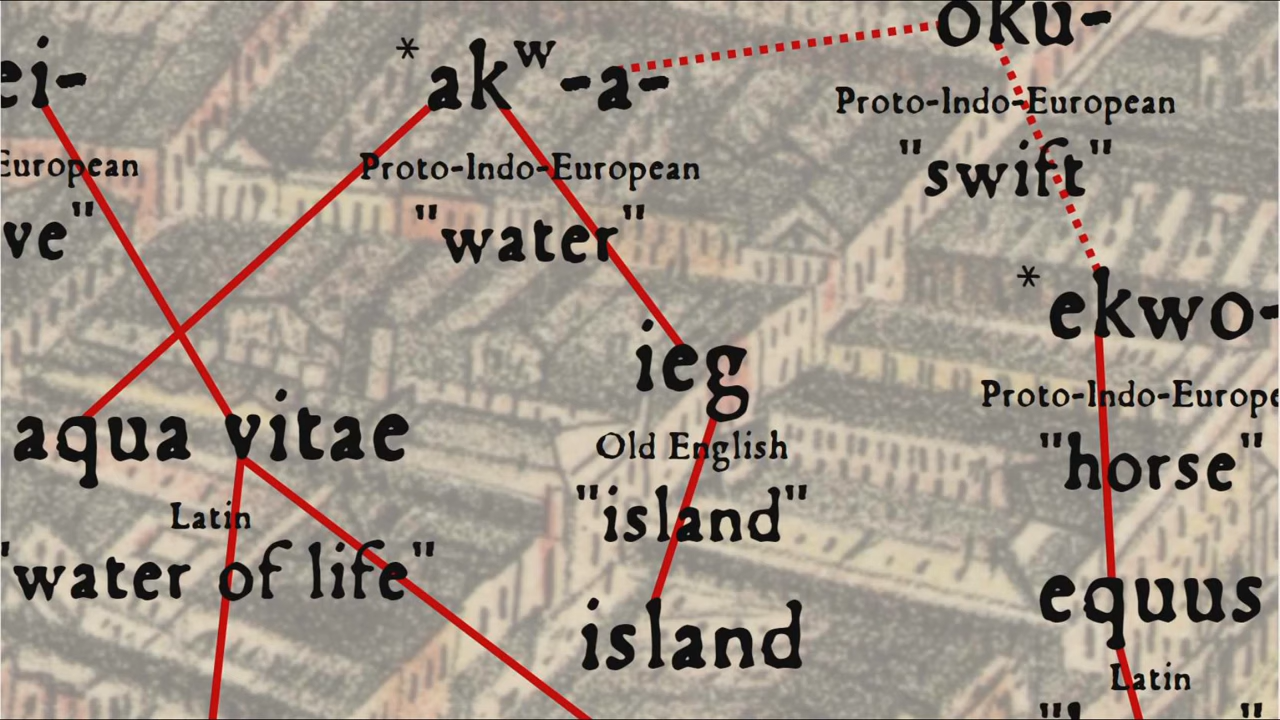 ei-
European
ve"
*akʷ-a-
Proto-Indo-European
"water"
oku-
Proto-Indo-European
"swift"
*ekwo-
Proto-Indo-Europe
"horse"
aqua vitae
Latin
"water of life"
ieg
Old English
"island"
island
equus
Latin